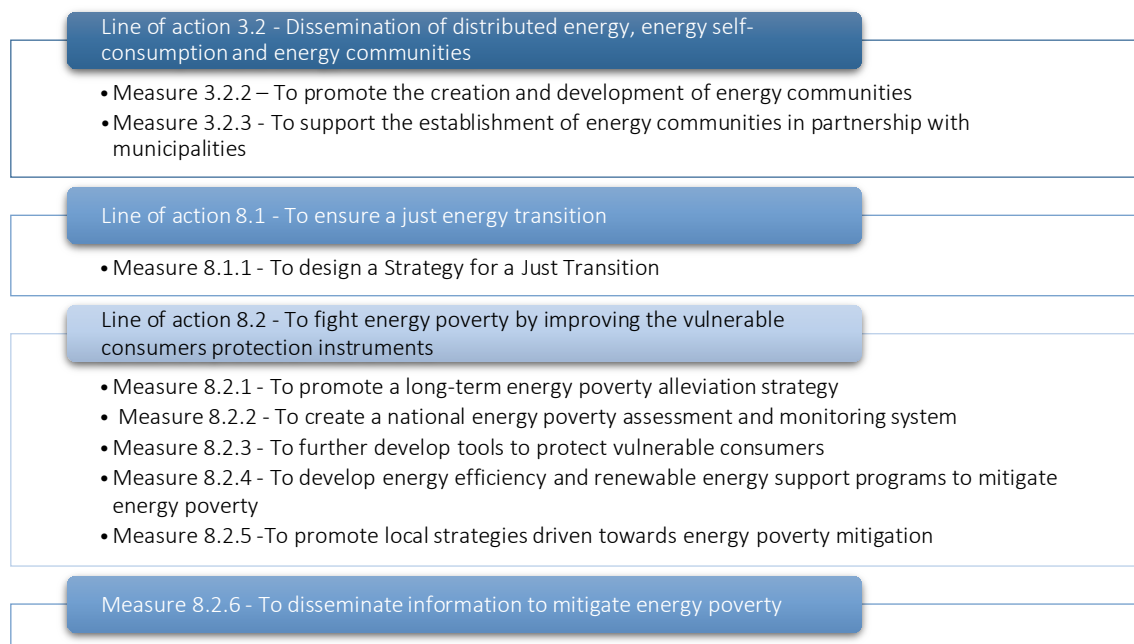 Line of action 3.2 - Dissemination of distributed energy, energy self-
consumption and energy communities
• Measure 3.2.2 – To promote the creation and development of energy communities
• Measure 3.2.3 - To support the establishment of energy communities in partnership with
municipalities
Line of action 8.1 - To ensure a just energy transition
• Measure 8.1.1 - To design a Strategy for a Just Transition
Line of action 8.2 - To fight energy poverty by improving the vulnerable
consumers protection instruments
• Measure 8.2.1 - To promote a long-term energy poverty alleviation strategy
• Measure 8.2.2 - To create a national energy poverty assessment and monitoring system
• Measure 8.2.3 - To further develop tools to protect vulnerable consumers
• Measure 8.2.4 - To develop energy efficiency and renewable energy support programs to mitigate
energy poverty
• Measure 8.2.5 -To promote local strategies driven towards energy poverty mitigation
Measure 8.2.6 - To disseminate information to mitigate energy poverty